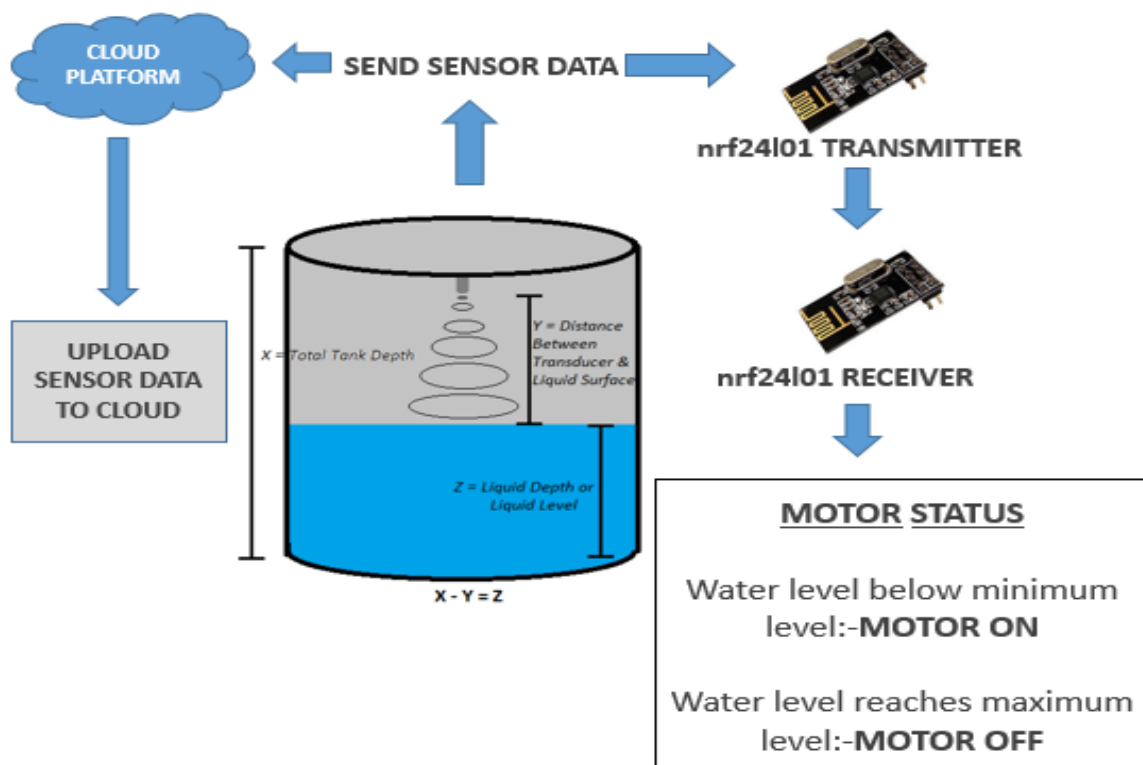 CLOUD
PLATFORM
SEND SENSOR DATA
nrf24l01 TRANSMITTER
nrf24l01 RECEIVER
UPLOAD
SENSOR DATA
TO CLOUD
X = Total Tank Depth
Y = Distance
Between
Transducer &
Liquid Surface
Z = Liquid Depth or
Liquid Level
X - Y = Z
MOTOR STATUS
Water level below minimum
level:-MOTOR ON
Water level reaches maximum
level:-MOTOR OFF